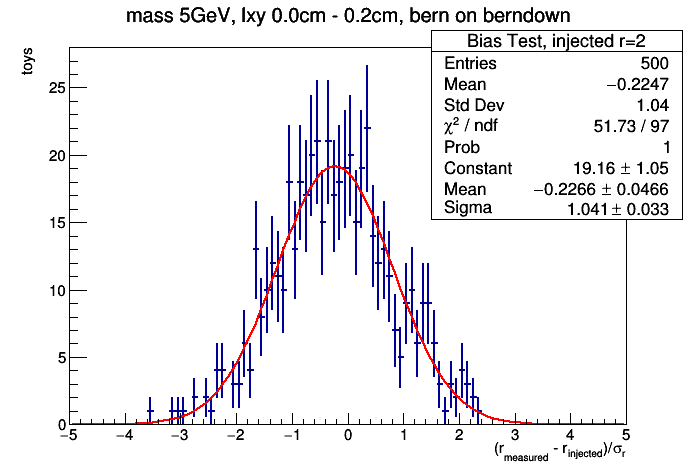 mass 5GeV, lxy 0.0cm - 0.2cm, bern on berndown
Bias Test, injected r=2
Entries 500
Mean −0.2247
Std Dev 1.04
χ² / ndf 51.73 / 97
Prob 1
Constant 19.16 ± 1.05
Mean −0.2266 ± 0.0466
Sigma 1.041 ± 0.033
toys
25
20
15
10
5
0
−5 −4 −3 −2 −1 0 1 2 3 4 5
(r_measured - r_injected)/σ_r